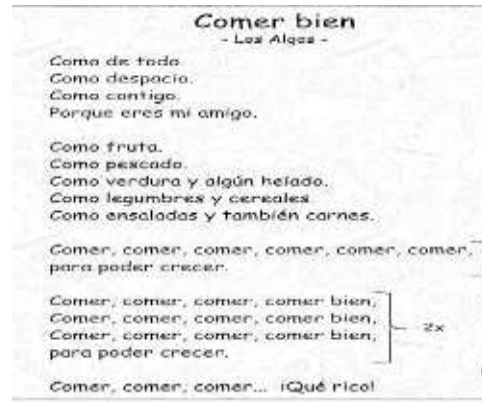 Comer bien
- Los Algos -
Como de todo.
Como despacio.
Como contigo.
Porque eres mi amigo.
Como fruta.
Como pescado.
Como verdura y algún helado.
Como legumbres y cereales.
Como ensaladas y también carnes.
Comer, comer, comer, comer, comer, comer,
para poder crecer.
Comer, comer, comer, comer bien,
Comer, comer, comer, comer bien,
Comer, comer, comer, comer bien,
para poder crecer.
2x
Comer, comer, comer... ¡Qué rico!